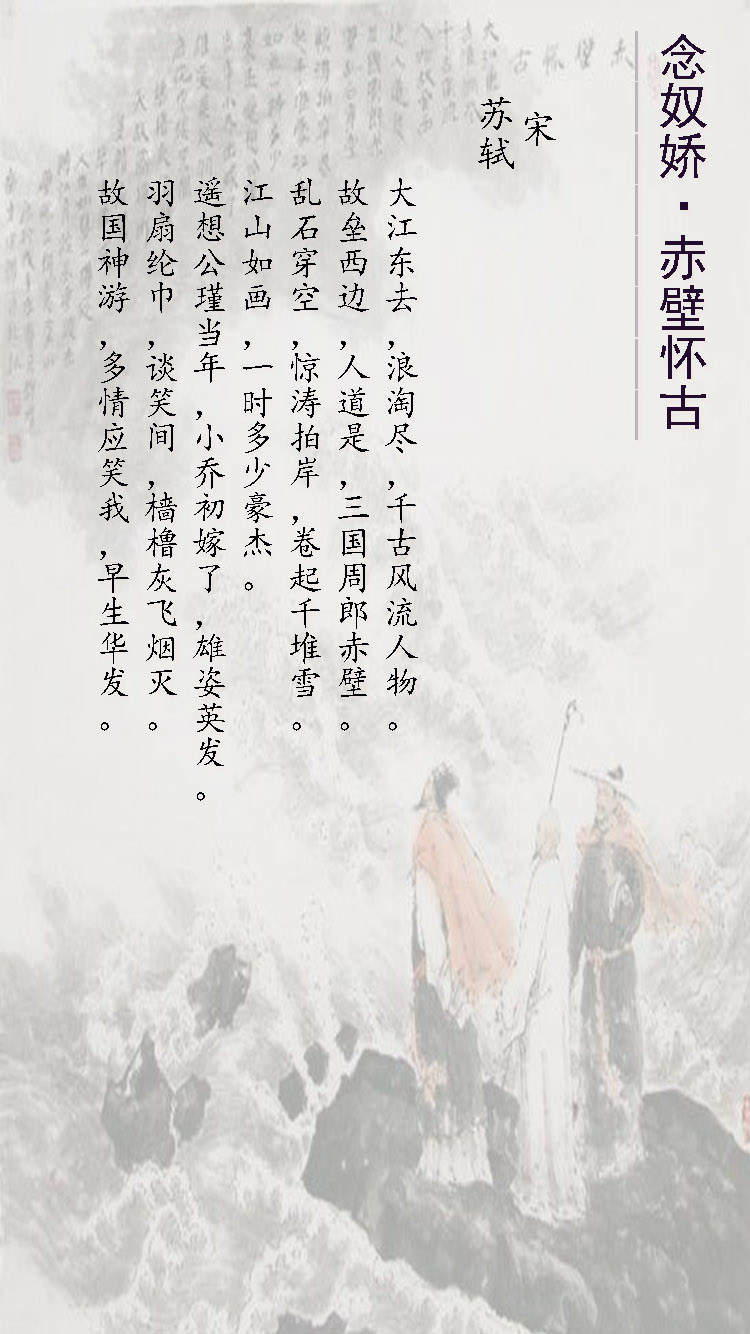 念奴娇·赤壁怀古
宋
苏轼
大江东去,浪淘尽,千古风流人物。
故垒西边,人道是,三国周郎赤壁。
乱石穿空,惊涛拍岸,卷起千堆雪。
江山如画,一时多少豪杰。
遥想公瑾当年,小乔初嫁了,雄姿英发。
羽扇纶巾,谈笑间,樯橹灰飞烟灭。
故国神游,多情应笑我,早生华发。